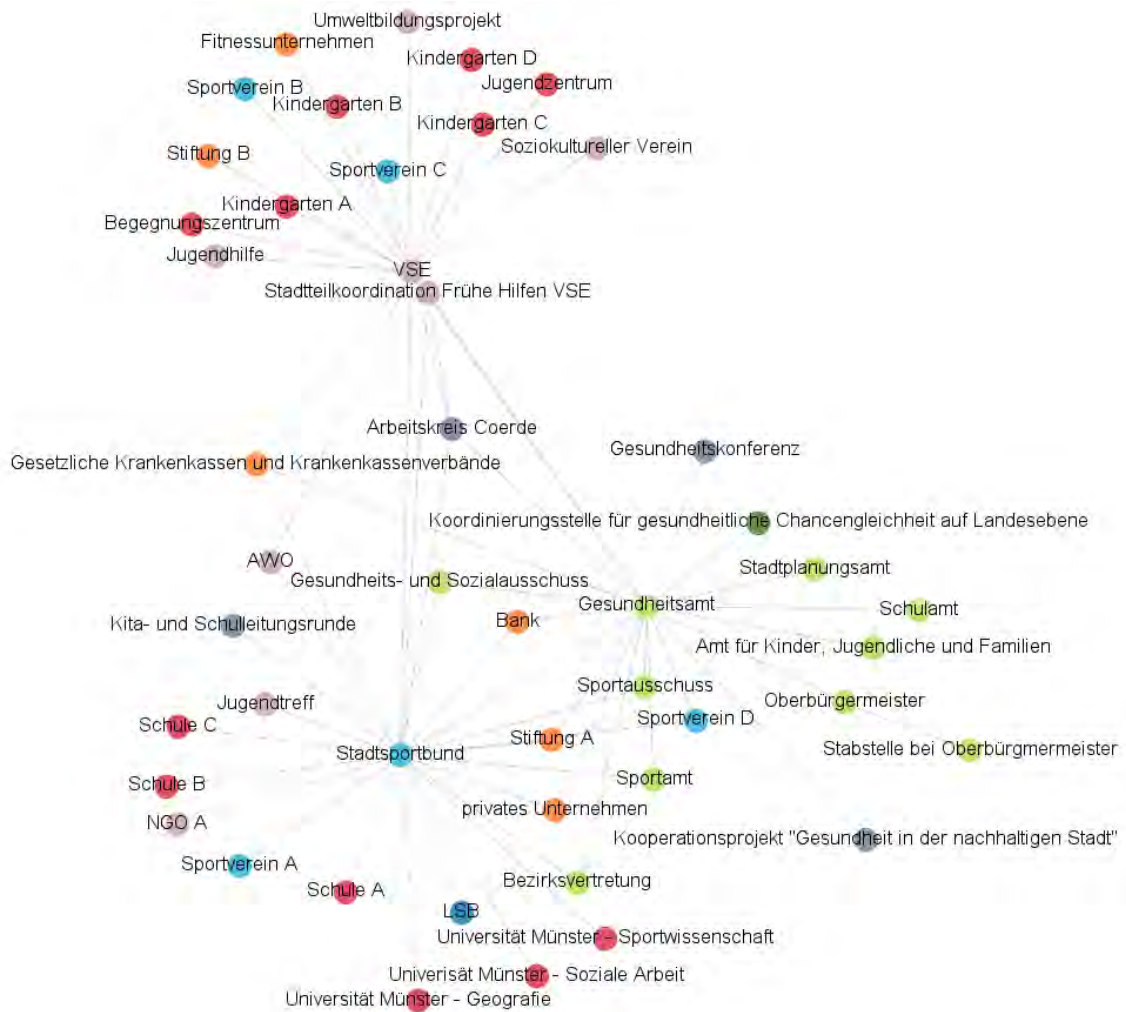 Umweltbildungsprojekt
Fitnessunternehmen
Kindergarten D
Jugendzentrum
Sportverein B
Kindergarten B
Kindergarten C
Soziokultureller Verein
Stiftung B
Sportverein C
Kindergarten A
Begegnungszentrum
Jugendhilfe
VSE
Stadtteilkoordination Frühe Hilfen VSE
Arbeitskreis Coerde
Gesundheitskonferenz
Gesetzliche Krankenkassen und Krankenkassenverbände
Koordinierungsstelle für gesundheitliche Chancengleichheit auf Landesebene
AWO
Stadtplanungsamt
Gesundheits- und Sozialausschuss
Gesundheitsamt
Schulamt
Bank
Kita- und Schulleitungsrunde
Amt für Kinder, Jugendliche und Familien
Sportausschuss
Oberbürgermeister
Jugendtreff
Sportverein D
Schule C
Stiftung A
Stabstelle bei Oberbürgmermeister
Stadtsportbund
Sportamt
Schule B
privates Unternehmen
NGO A
Kooperationsprojekt "Gesundheit in der nachhaltigen Stadt"
Sportverein A
Bezirksvertretung
Schule A
LSB
Universität Münster - Sportwissenschaft
Univerisät Münster - Soziale Arbeit
Universität Münster - Geografie